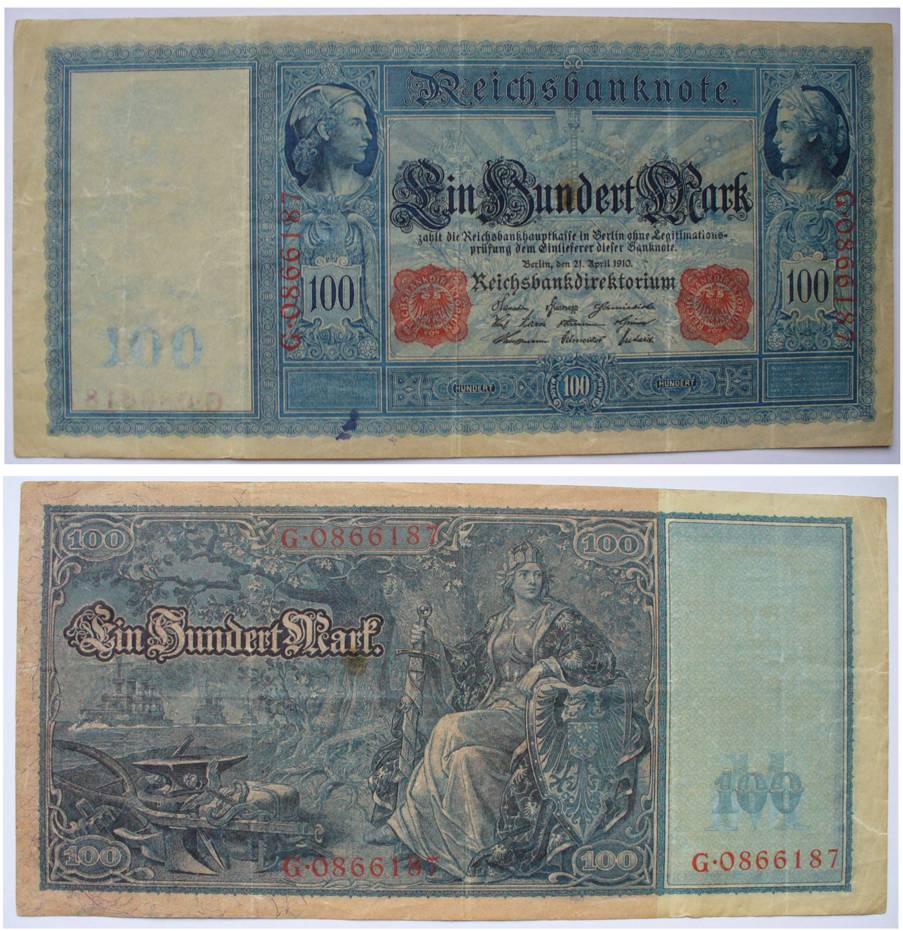 Reichsbanknote.
Ein Hundert Mark
zahlt die Reichsbankhauptkasse in Berlin ohne Legitimations-
prüfung dem Einlieferer dieser Banknote.
Berlin, den 21. April 1910.
Reichsbankdirektorium
G·0866187
G·0866187
100
100
HUNDERT
100
HUNDERT
100
G·0866187
100
Ein Hundert Mark.
100
M
100
G·0866187
100
G·0866187